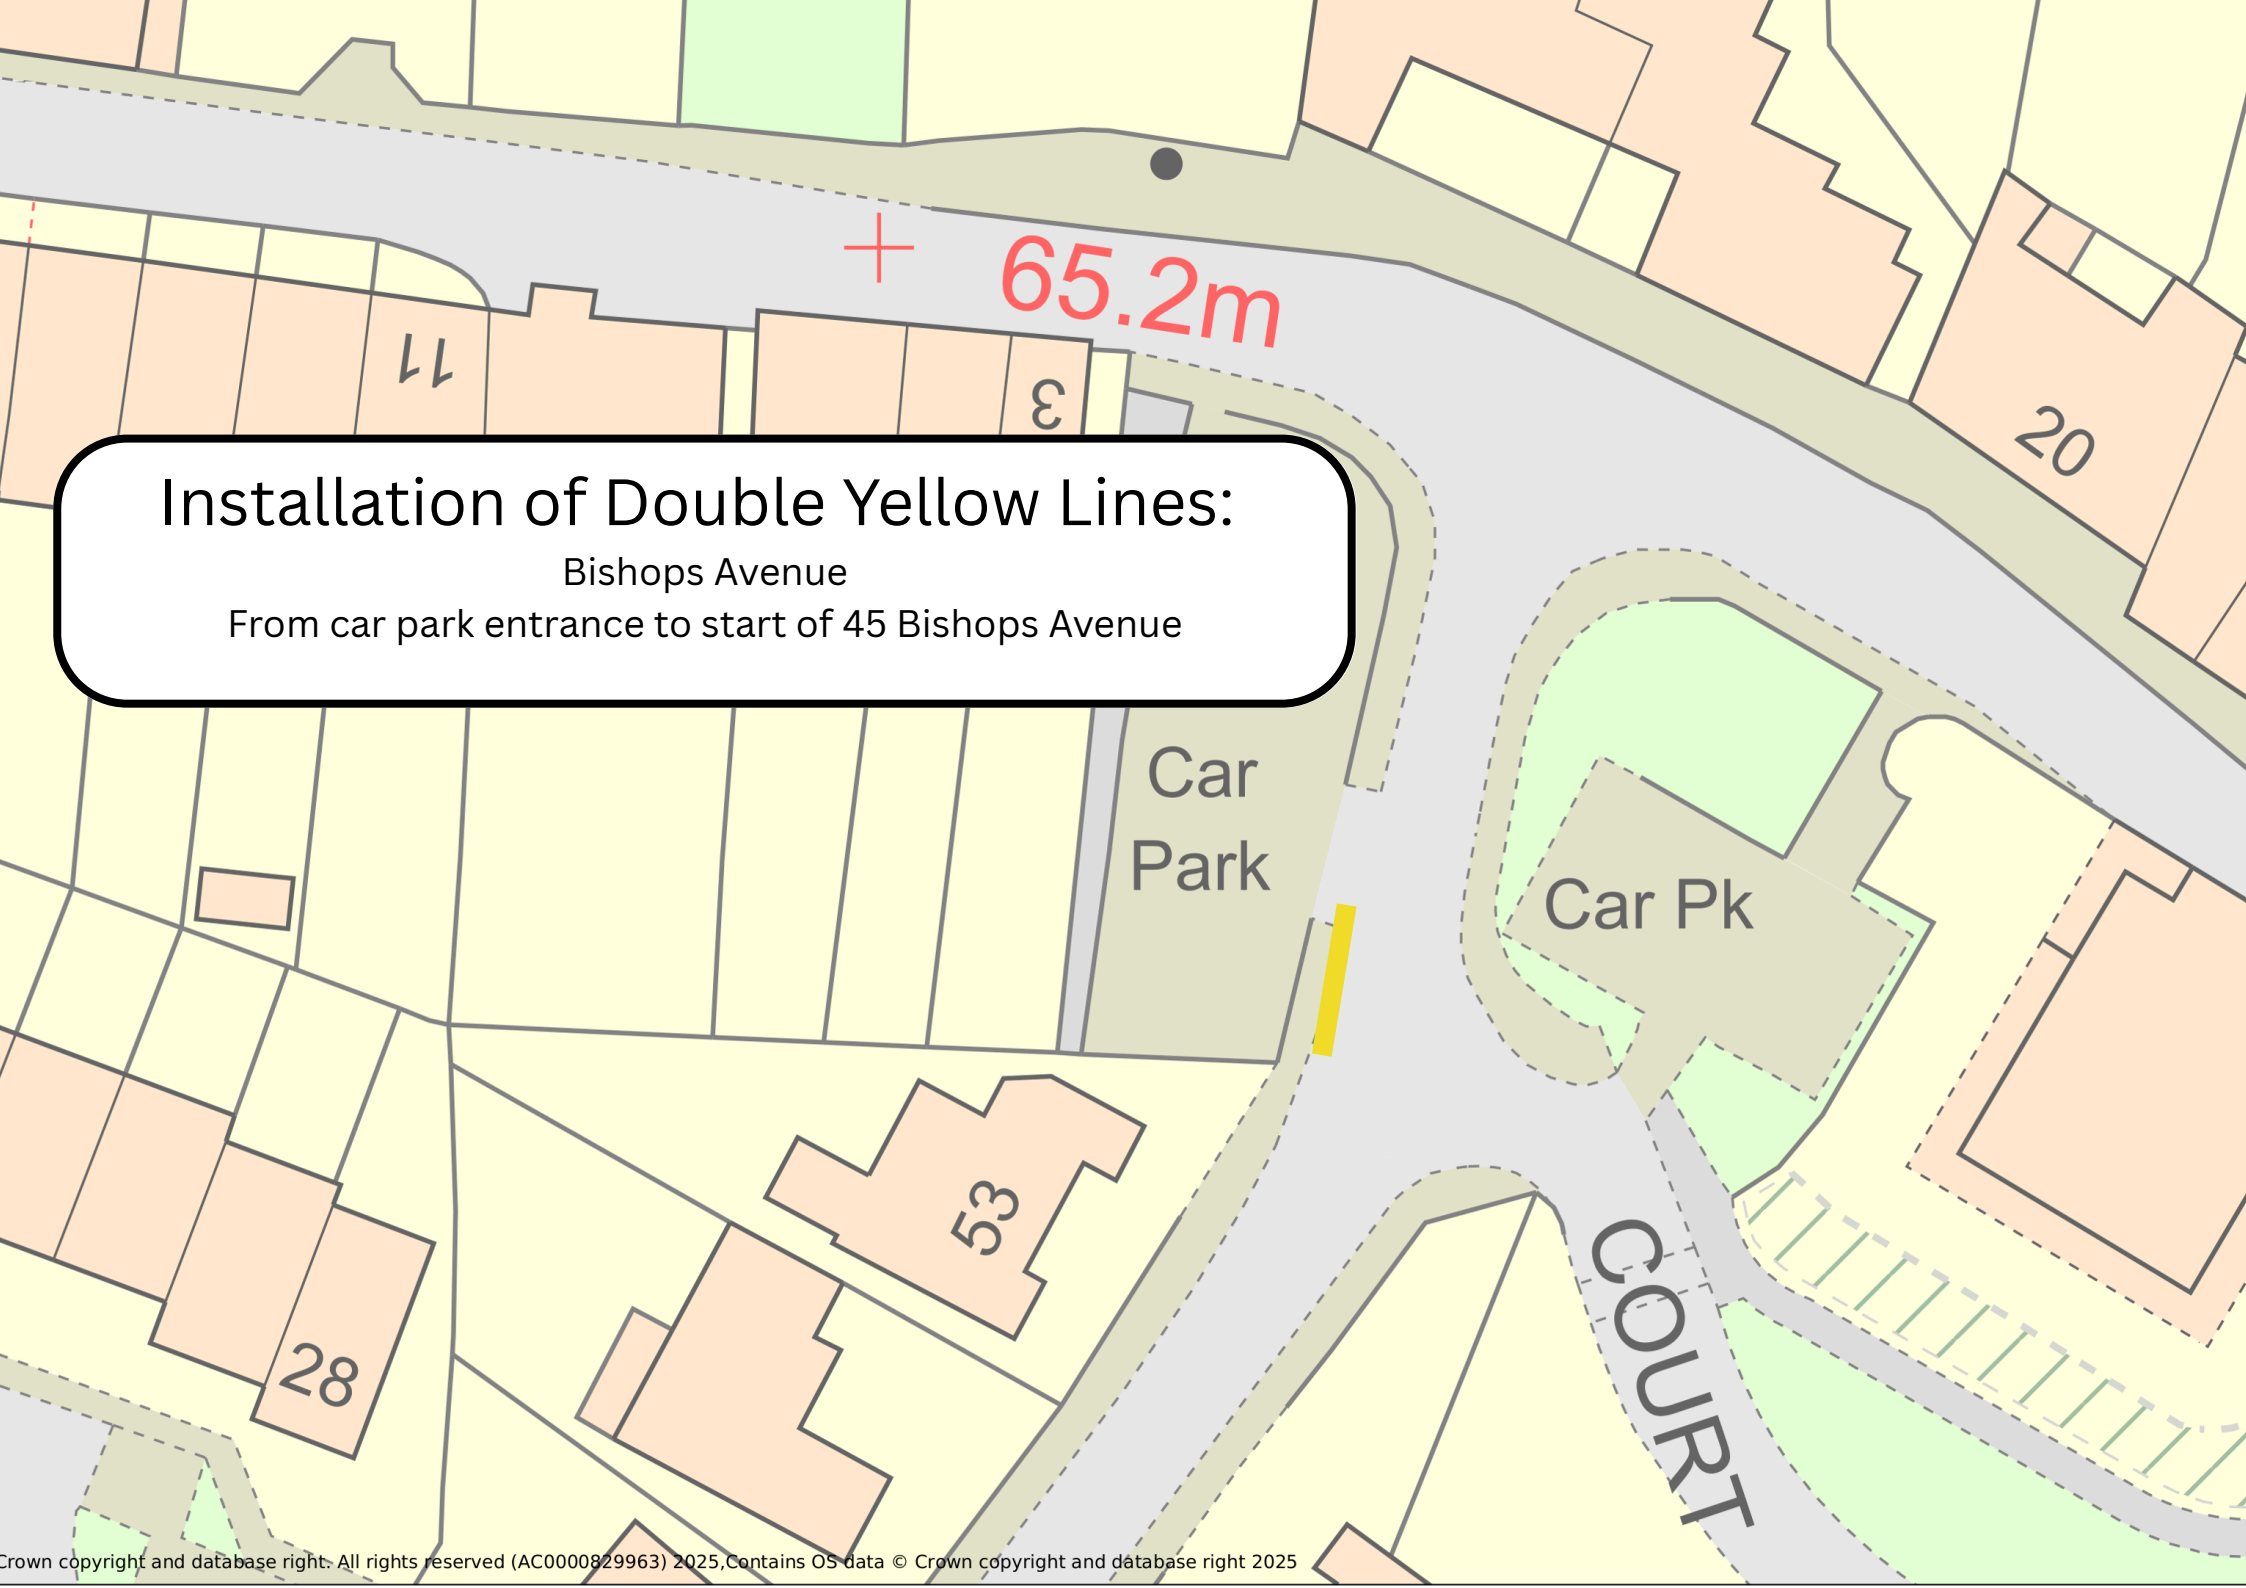 65.2m
11
3
20
Installation of Double Yellow Lines:
Bishops Avenue
From car park entrance to start of 45 Bishops Avenue
Car
Park
Car Pk
53
COURT
28
Crown copyright and database right. All rights reserved (AC0000829963) 2025,Contains OS data © Crown copyright and database right 2025